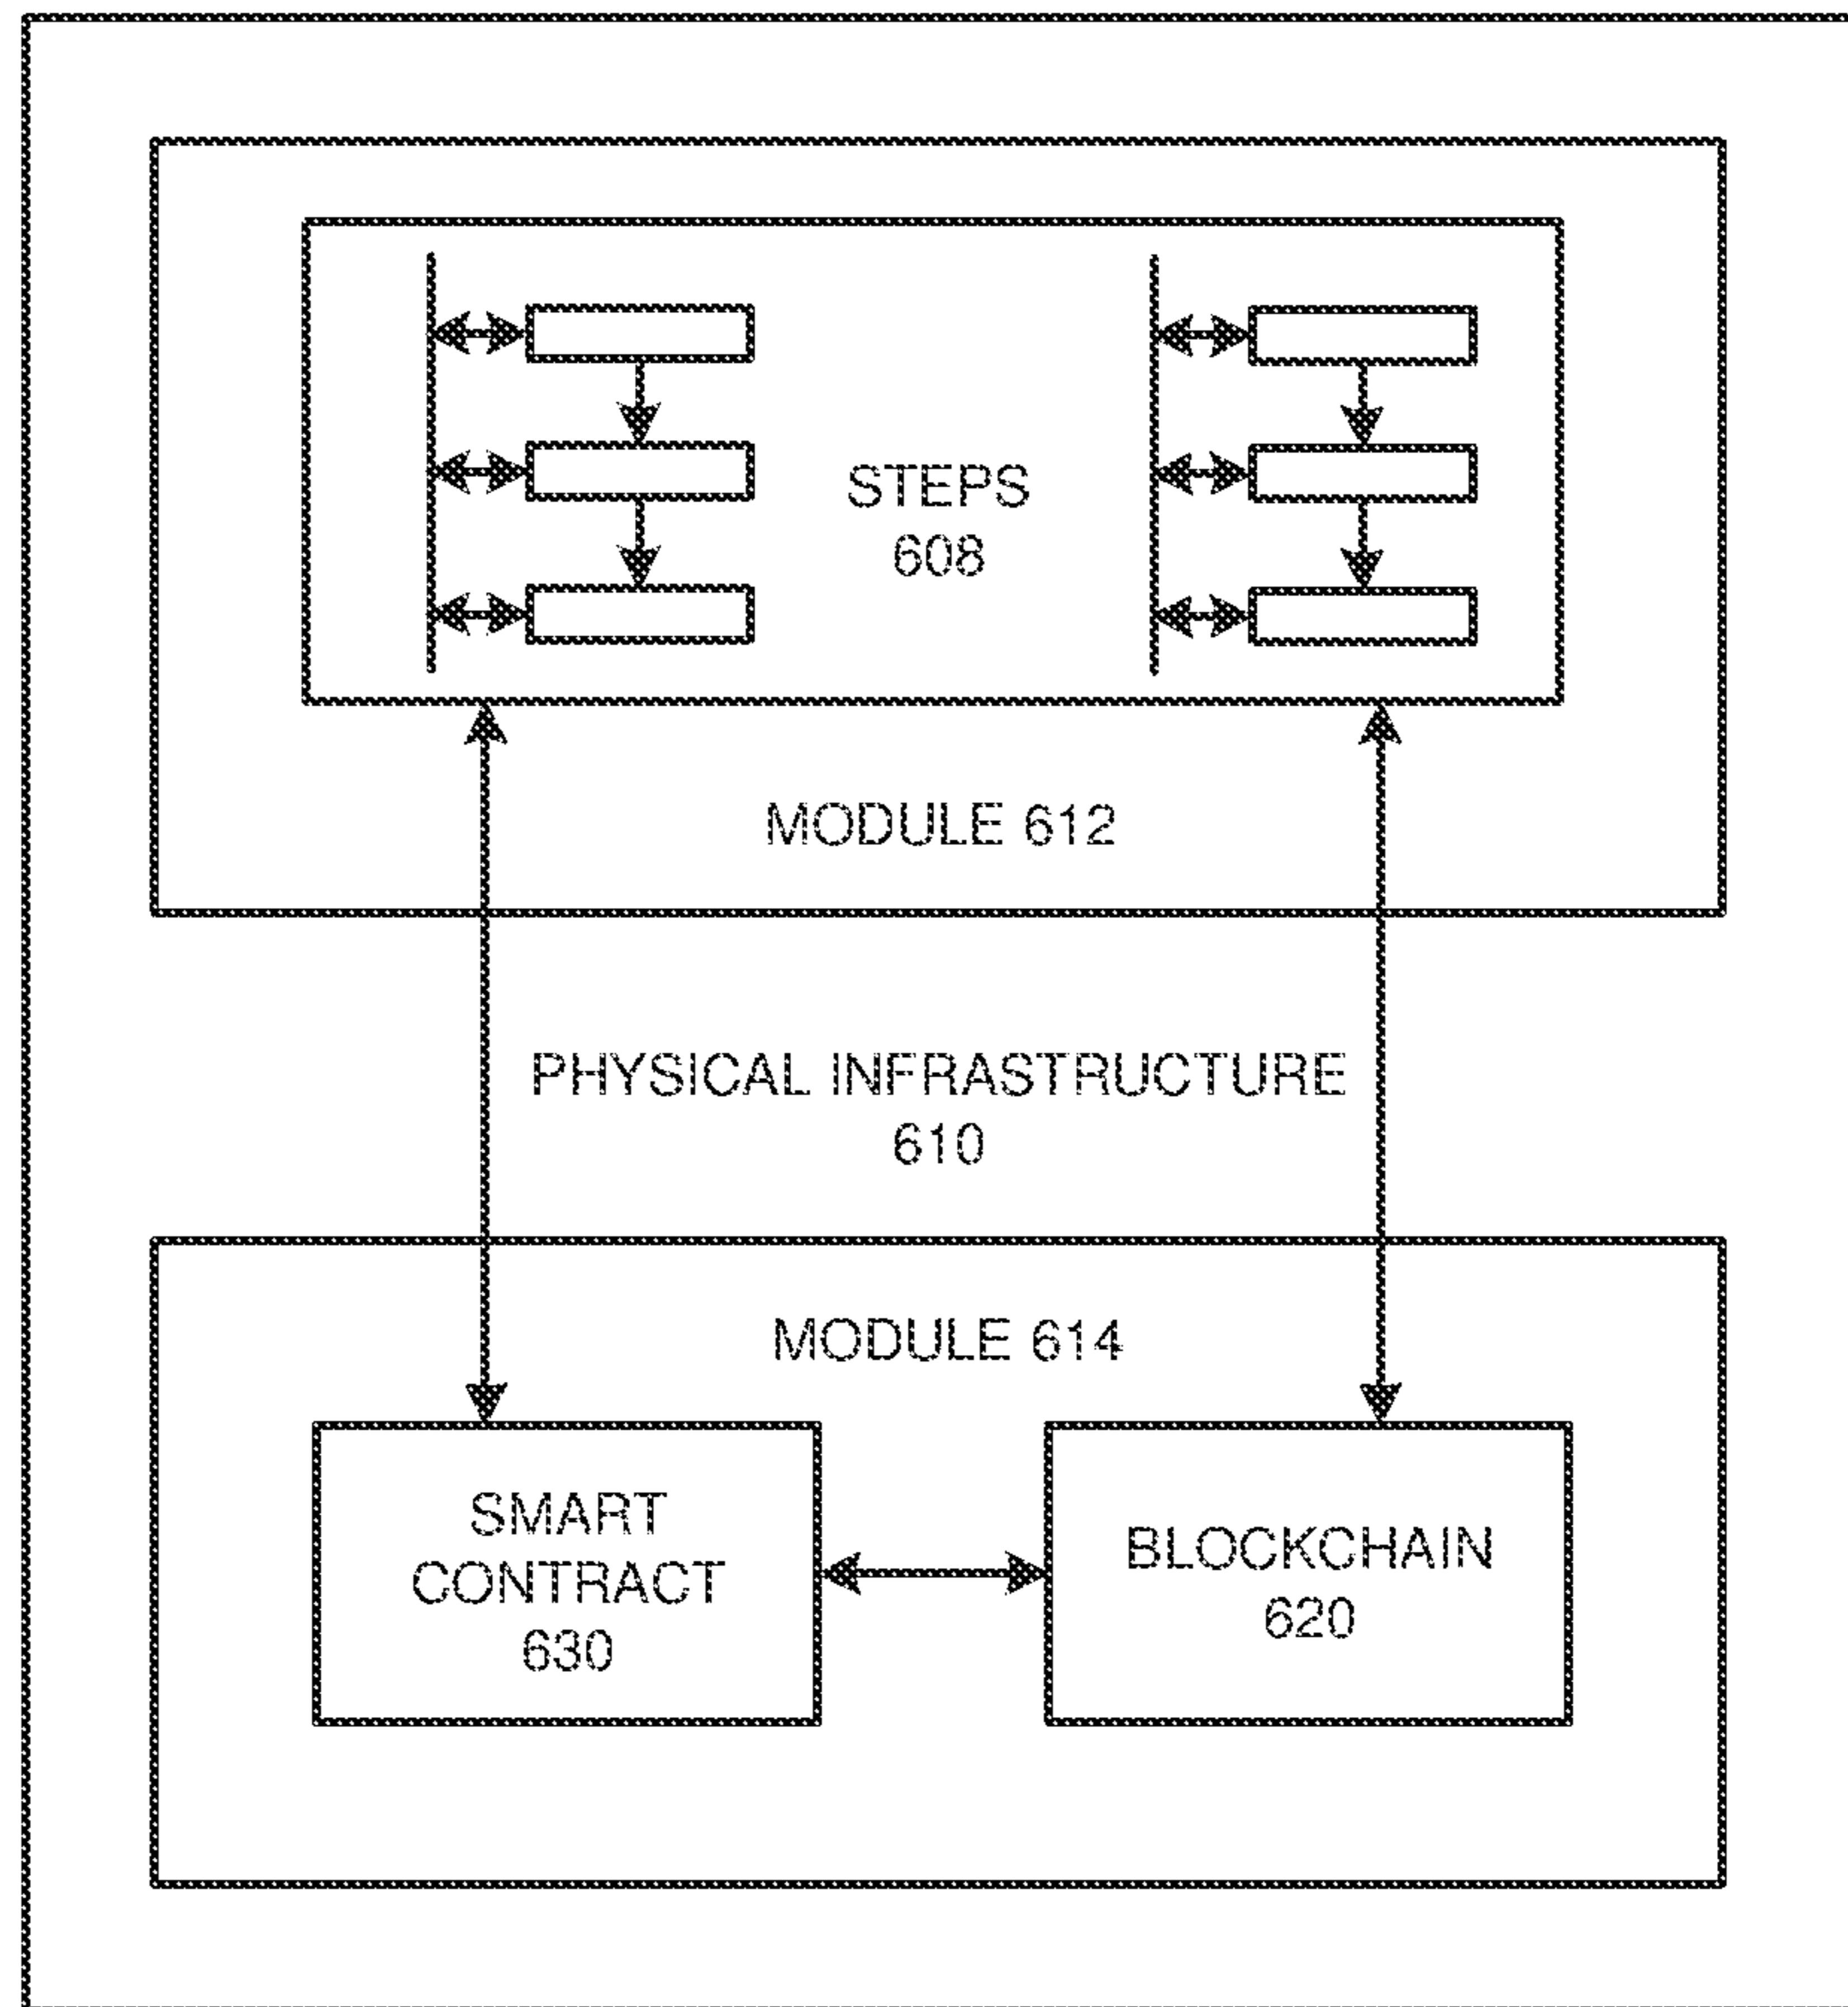 STEPS
608
MODULE 612
PHYSICAL INFRASTRUCTURE
610
MODULE 614
SMART
CONTRACT
630
BLOCKCHAIN
620